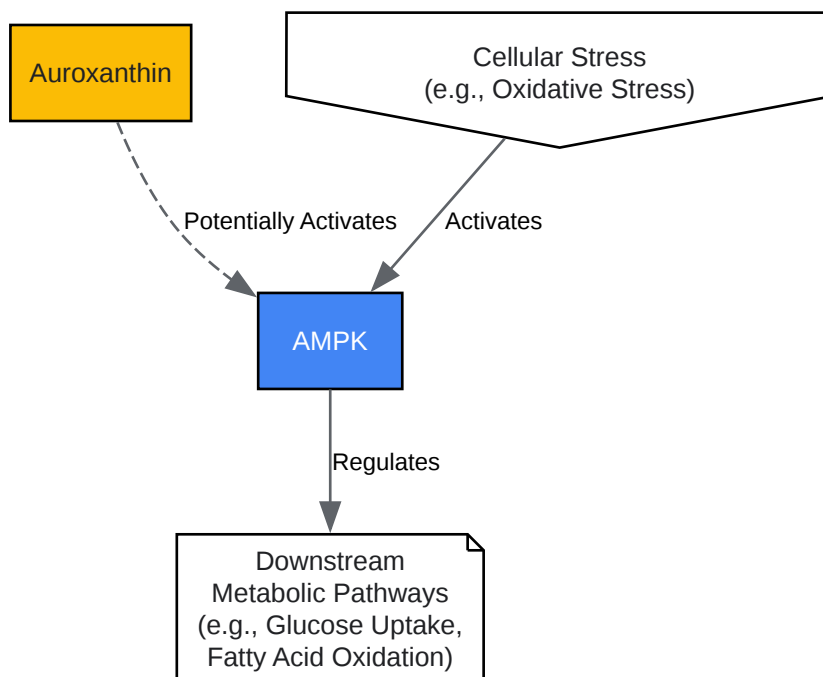 Auroxanthin
Cellular Stress
(e.g., Oxidative Stress)
Potentially Activates
Activates
AMPK
Regulates
Downstream
Metabolic Pathways
(e.g., Glucose Uptake,
Fatty Acid Oxidation)